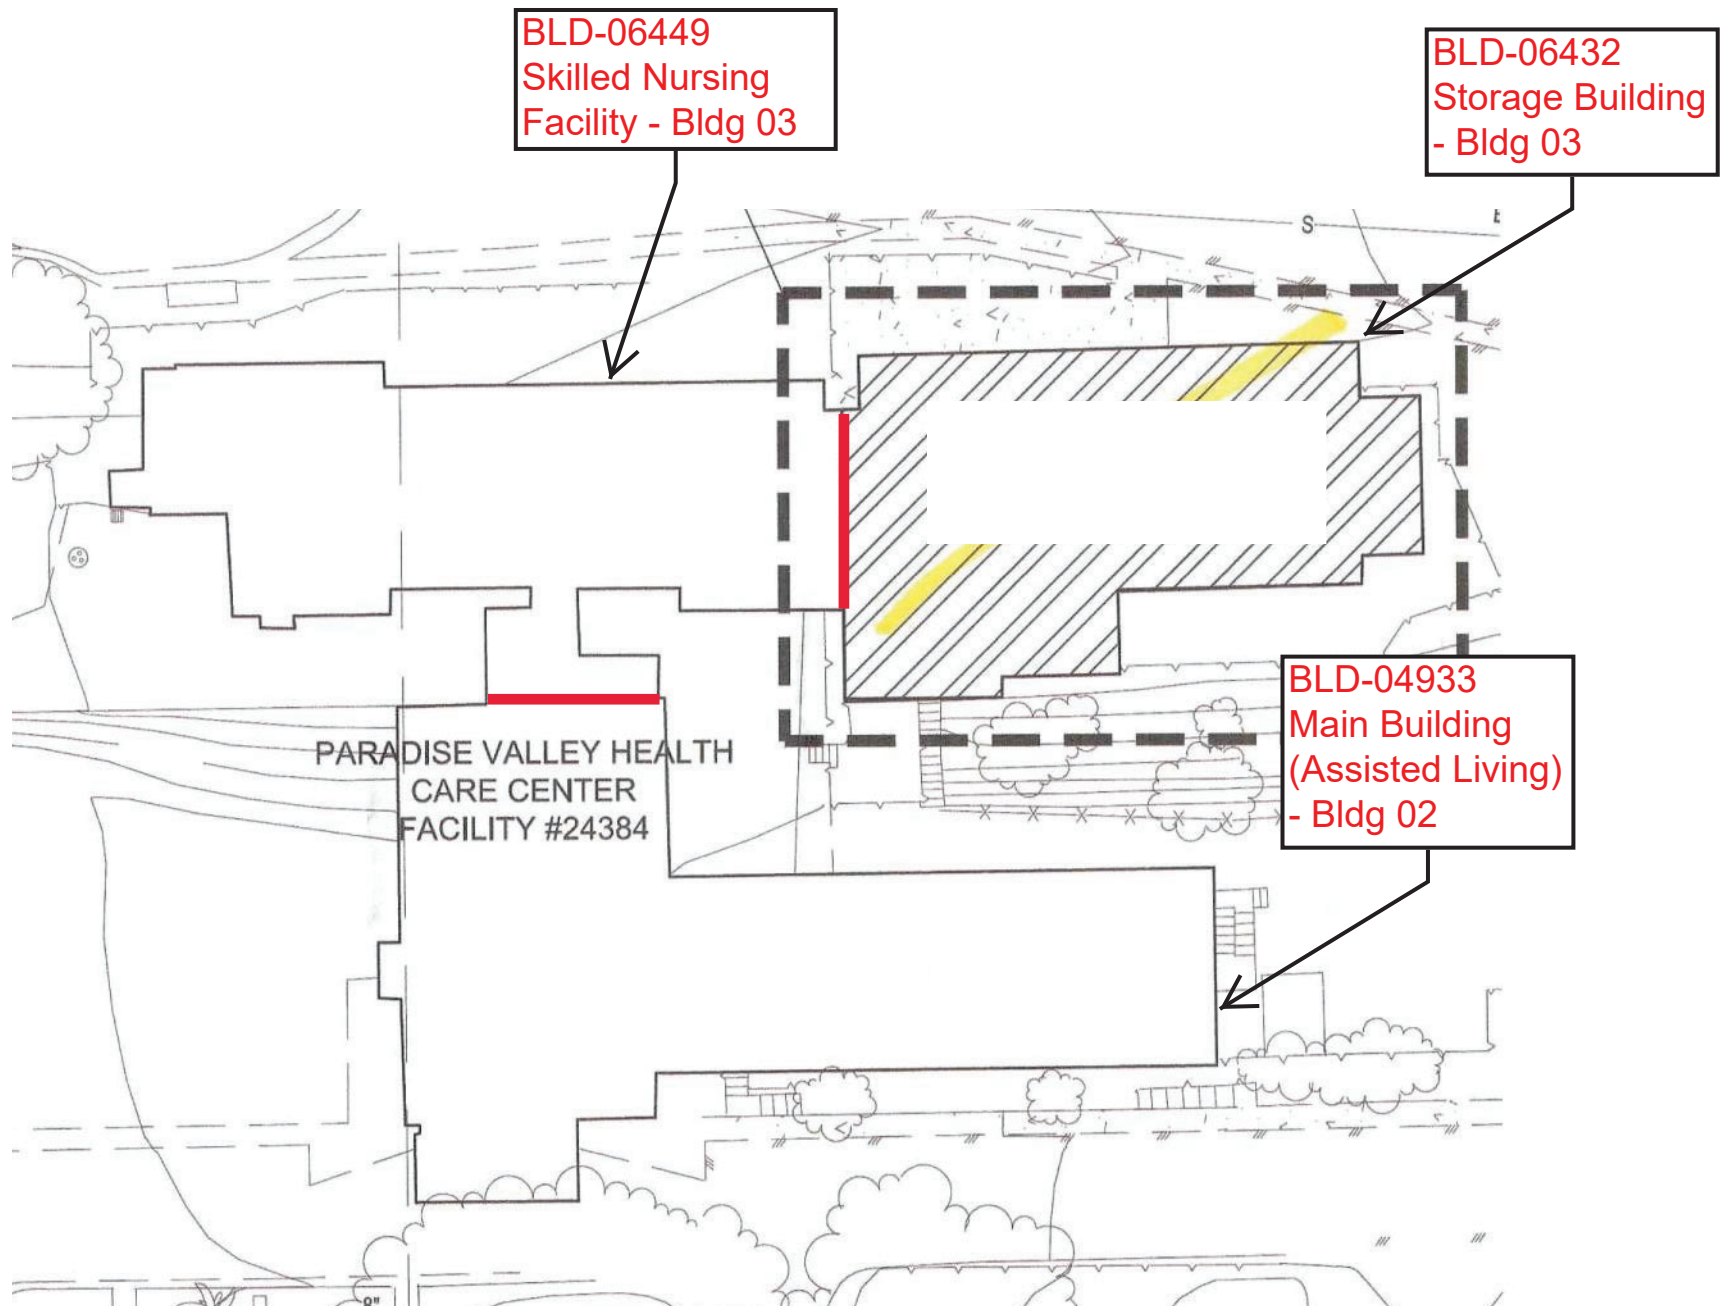 BLD-06449
Skilled Nursing
Facility - Bldg 03
BLD-06432
Storage Building
- Bldg 03
S
BLD-04933
Main Building
(Assisted Living)
- Bldg 02
PARADISE VALLEY HEALTH
CARE CENTER
FACILITY #24384
8"